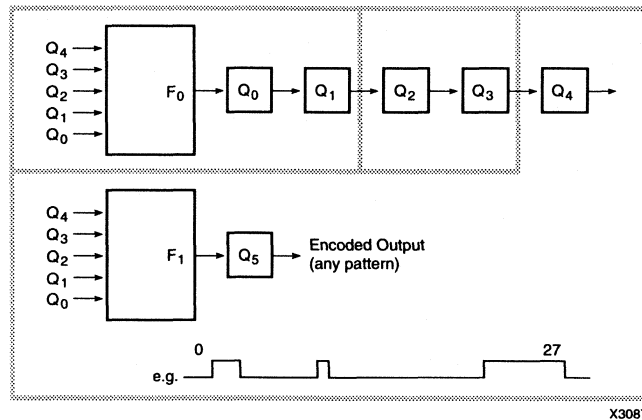 Q4
Q3
Q2
Q1
Q0
F0
Q0
Q1
Q2
Q3
Q4
Q4
Q3
Q2
Q1
Q0
F1
Q5
Encoded Output
(any pattern)
0
27
e.g.
X308